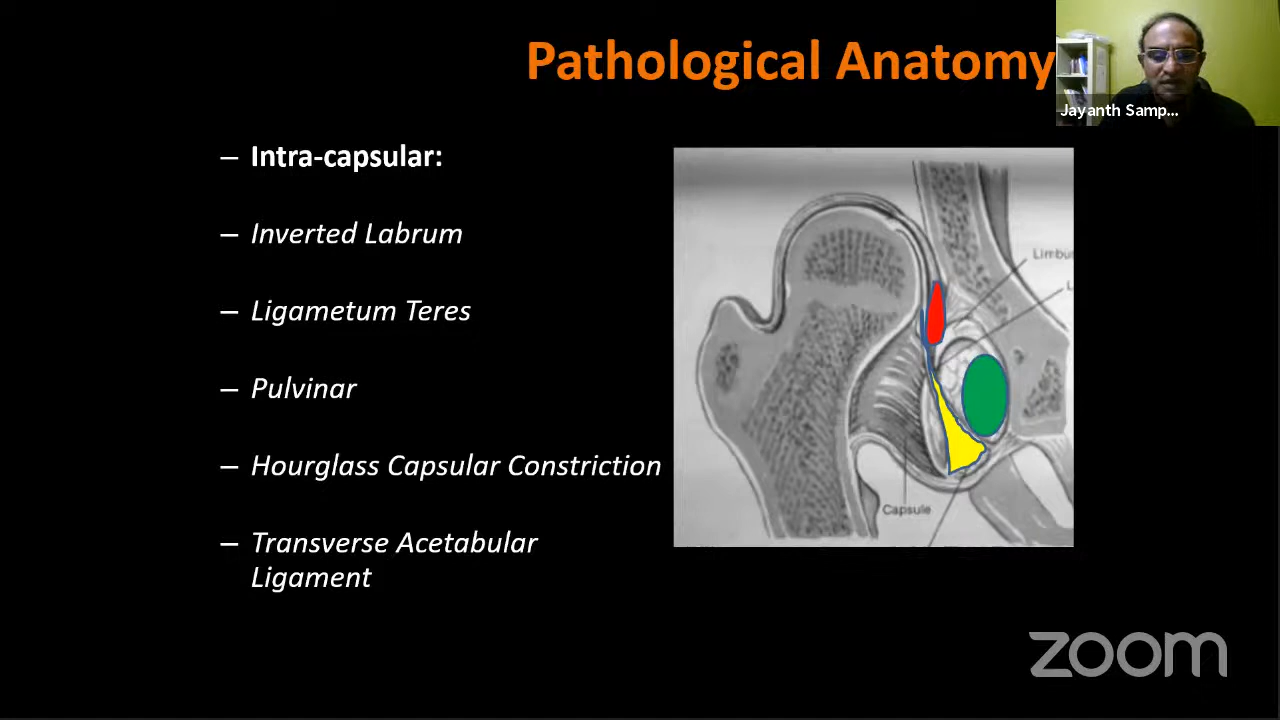 Pathological Anatomy
Jayanth Samp...
– Intra-capsular:
– Inverted Labrum
– Ligametum Teres
– Pulvinar
– Hourglass Capsular Constriction
– Transverse Acetabular
Ligament
Capsule
zoom